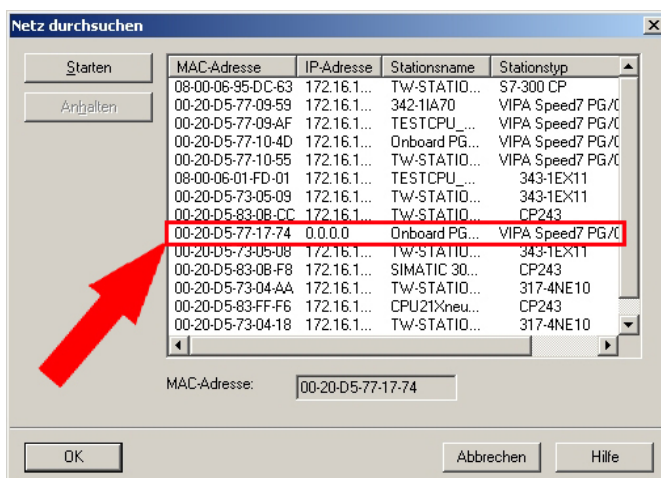 Netz durchsuchen
Starten
Anhalten
MAC-Adresse IP-Adresse Stationsname Stationstyp
08-00-06-95-DC-63 172.16.1... TW-STATIO... S7-300 CP
00-20-D5-77-09-59 172.16.1... 342-1IA70 VIPA Speed7 PG/
00-20-D5-77-09-AF 172.16.1... TESTCPU_... VIPA Speed7 PG/
00-20-D5-77-10-4D 172.16.1... Onboard PG... VIPA Speed7 PG/
00-20-D5-77-10-55 172.16.1... TW-STATIO... VIPA Speed7 PG/
08-00-06-01-FD-01 172.16.1... TESTCPU_... 343-1EX11
00-20-D5-73-05-09 172.16.1... TW-STATIO... 343-1EX11
00-20-D5-83-0B-CC 172.16.1... TW-STATIO... CP243
00-20-D5-77-17-74 0.0.0.0 Onboard PG... VIPA Speed7 PG/
00-20-D5-73-05-08 172.16.1... TW-STATIO... 343-1EX11
00-20-D5-83-0B-F8 172.16.1... SIMATIC 30... CP243
00-20-D5-73-04-AA 172.16.1... TW-STATIO... 317-4NE10
00-20-D5-83-FF-F6 172.16.1... CPU21Xneu... CP243
00-20-D5-73-04-18 172.16.1... TW-STATIO... 317-4NE10
MAC-Adresse: 00-20-D5-77-17-74
OK Abbrechen Hilfe